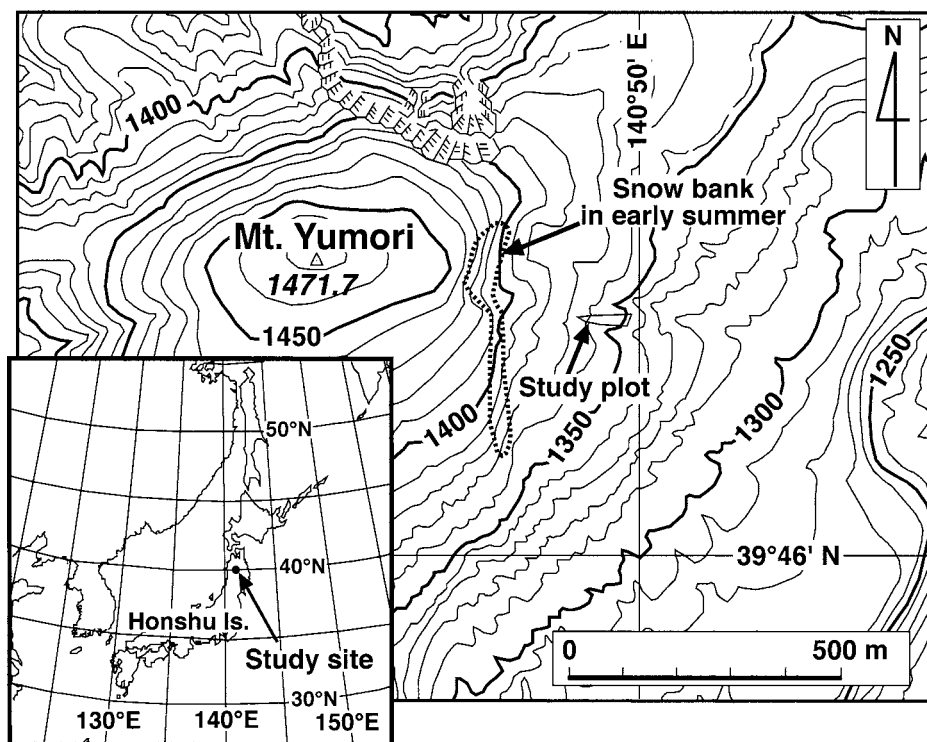 N
1400
140°50' E
Snow bank
in early summer
Mt. Yumori
1471.7
1450
1250
Study plot
1400
1350
1300
50°N
39°46' N
40°N
Honshu Is.
Study site
0 500 m
30°N
130°E 140°E 150°E